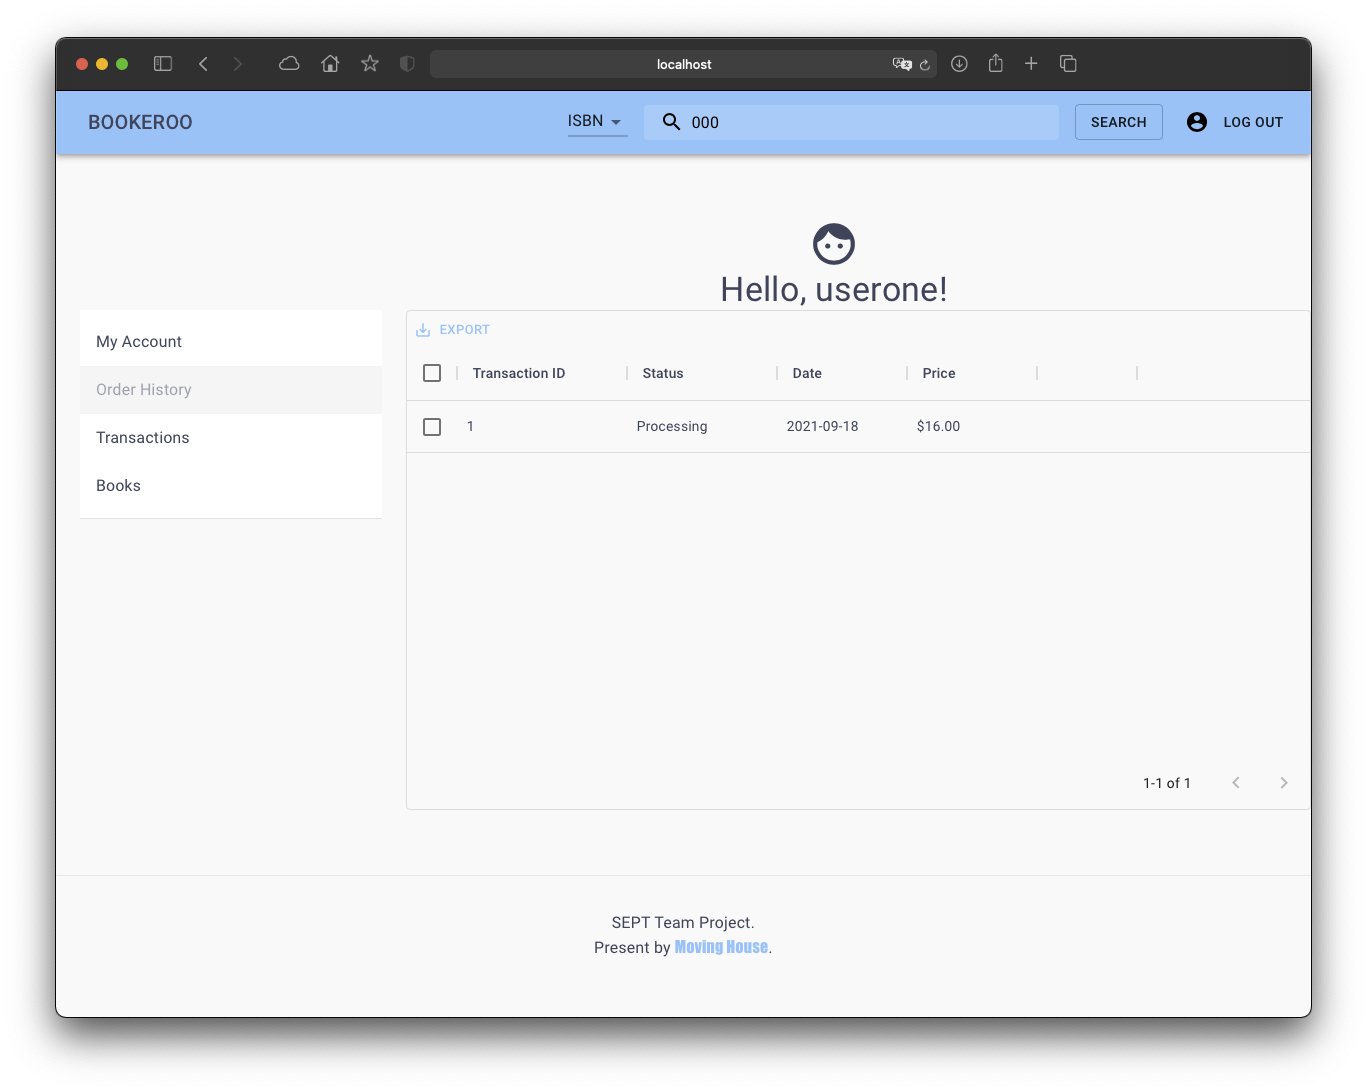 localhost
BOOKEROO
ISBN
000
SEARCH
LOG OUT
Hello, userone!
My Account
Order History
Transactions
Books
EXPORT
Transaction ID Status Date Price
1 Processing 2021-09-18 $16.00
1-1 of 1
SEPT Team Project.
Present by Moving House.